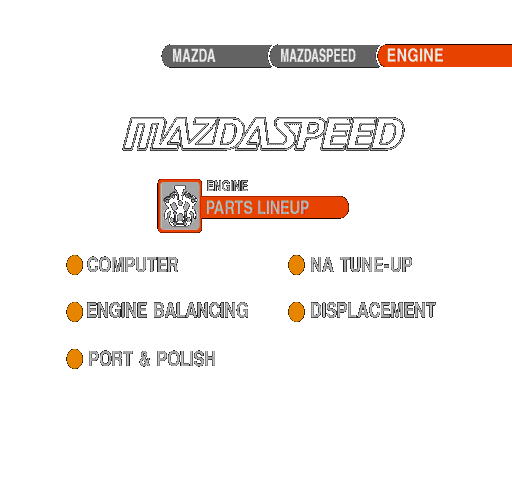 MAZDA MAZDASPEED ENGINE
MAZDASPEED
ENGINE
PARTS LINEUP
COMPUTER NA TUNE-UP
ENGINE BALANCING DISPLACEMENT
PORT & POLISH